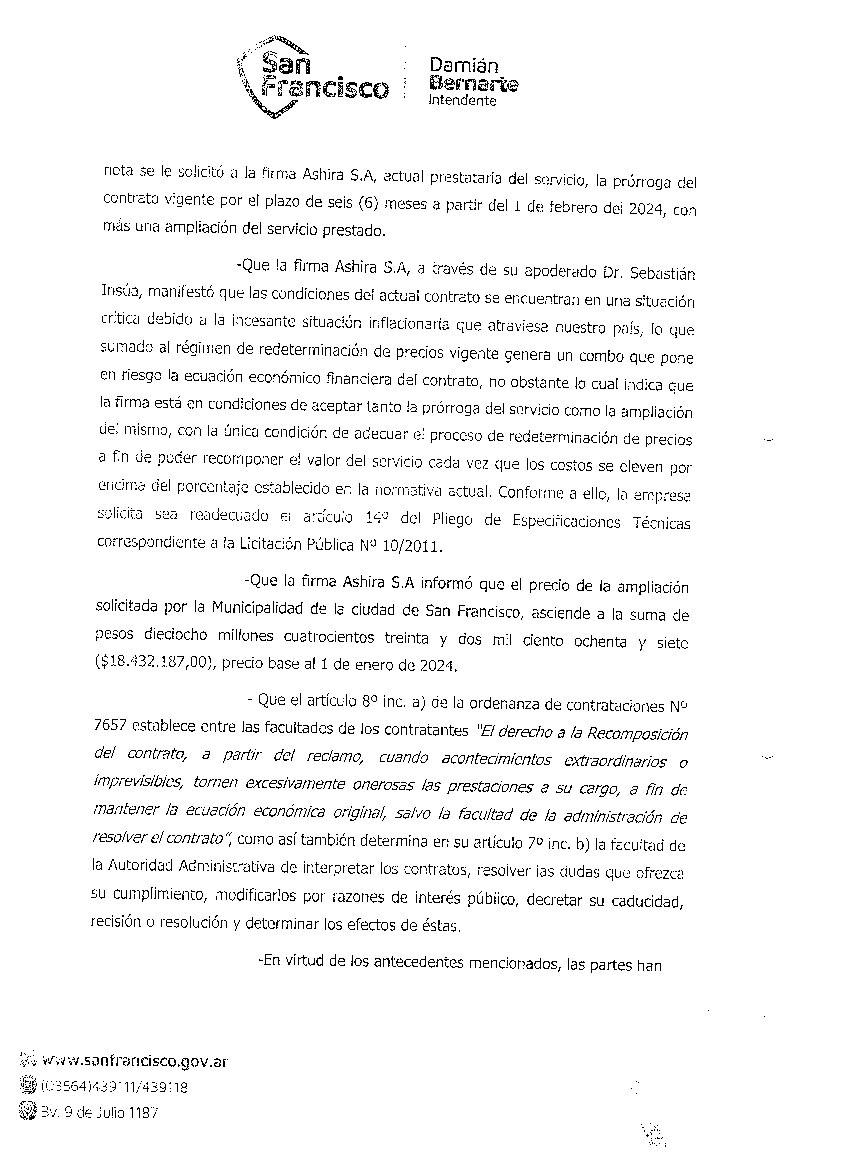 San
Francisco
Damián
Bernarte
Intendente
nota se le solicitó a la firma Ashira S.A, actual prestataria del servicio, la prórroga del
contrato vigente por el plazo de seis (6) meses a partir del 1 de febrero del 2024, con
más una ampliación del servicio prestado.
-Que la firma Ashira S.A, a través de su apoderado Dr. Sebastián
Insúa, manifestó que las condiciones del actual contrato se encuentran en una situación
crítica debido a la incesante situación inflacionaria que atraviese nuestro país, lo que
sumado al régimen de redeterminación de precios vigente genera un combo que pone
en riesgo la ecuación económico financiera del contrato, no obstante lo cual indica que
la firma está en condiciones de aceptar tanto la prórroga del servicio como la ampliación
del mismo, con la única condición de adecuar el proceso de redeterminación de precios
a fin de poder recomponer el valor del servicio cada vez que los costos se eleven por
encima del porcentaje establecido en la normativa actual. Conforme a ello, la empresa
solicita sea readecuado el artículo 14º del Pliego de Especificaciones Técnicas
correspondiente a la Licitación Pública Nº 10/2011.
-Que la firma Ashira S.A informó que el precio de la ampliación
solicitada por la Municipalidad de la ciudad de San Francisco, asciende a la suma de
pesos dieciocho millones cuatrocientos treinta y dos mil ciento ochenta y siete
($18.432.187,00), precio base al 1 de enero de 2024.
- Que el artículo 8º inc. a) de la ordenanza de contrataciones Nº
7657 establece entre las facultades de los contratantes "El derecho a la Recomposición
del contrato, a partir del reclamo, cuando acontecimientos extraordinarios o
imprevisibles, tornen excesivamente onerosas las prestaciones a su cargo, a fin de
mantener la ecuación económica original, salvo la facultad de la administración de
resolver el contrato", como así también determina en su artículo 7º inc. b) la facultad de
la Autoridad Administrativa de interpretar los contratos, resolver las dudas que ofrezca
su cumplimiento, modificarlos por razones de interés público, decretar su caducidad,
recisión o resolución y determinar los efectos de éstas.
-En virtud de los antecedentes mencionados, las partes han
www.sanfrancisco.gov.ar
(03564)439111/439118
Bv. 9 de Julio 1187